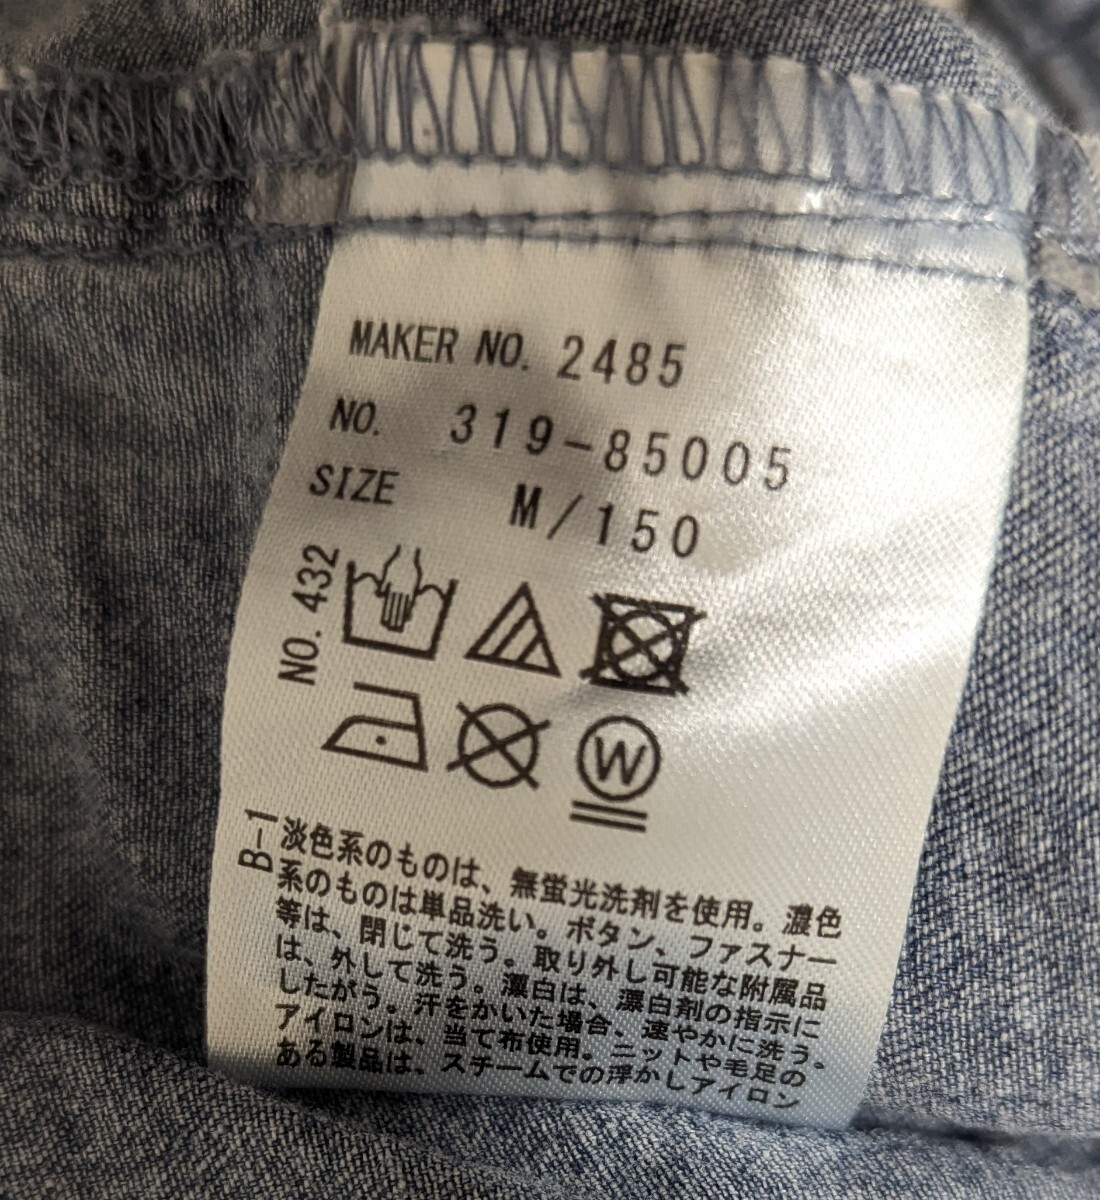 MAKER NO. 2485
NO. 319-85005
SIZE M/150
NO. 432
W
B-1
淡色系のものは、無蛍光洗剤を使用。濃色
系のものは単品洗い。ボタン、ファスナー
等は、閉じて洗う。取り外し可能な附属品
は、外して洗う。漂白は、漂白剤の指示に
したがう。汗をかいた場合、速やかに洗う。
アイロンは、当て布使用。ニットや毛足の
ある製品は、スチームでの浮かしアイロン